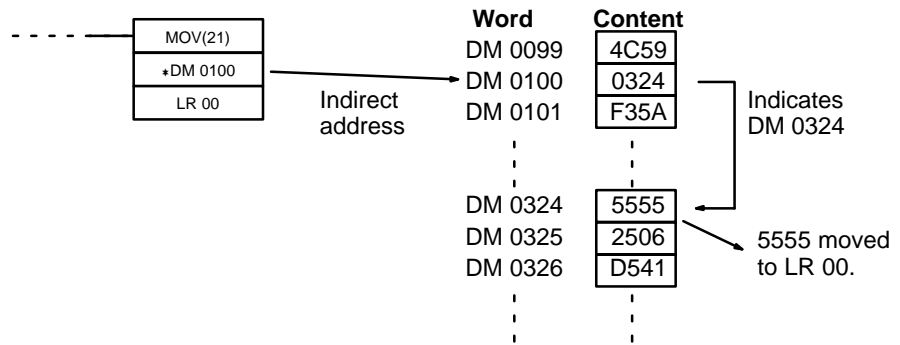 Word Content
MOV(21)
*DM 0100
LR 00
Indirect
address
DM 0099 4C59
DM 0100 0324
DM 0101 F35A
Indicates
DM 0324
DM 0324 5555
DM 0325 2506
DM 0326 D541
5555 moved
to LR 00.